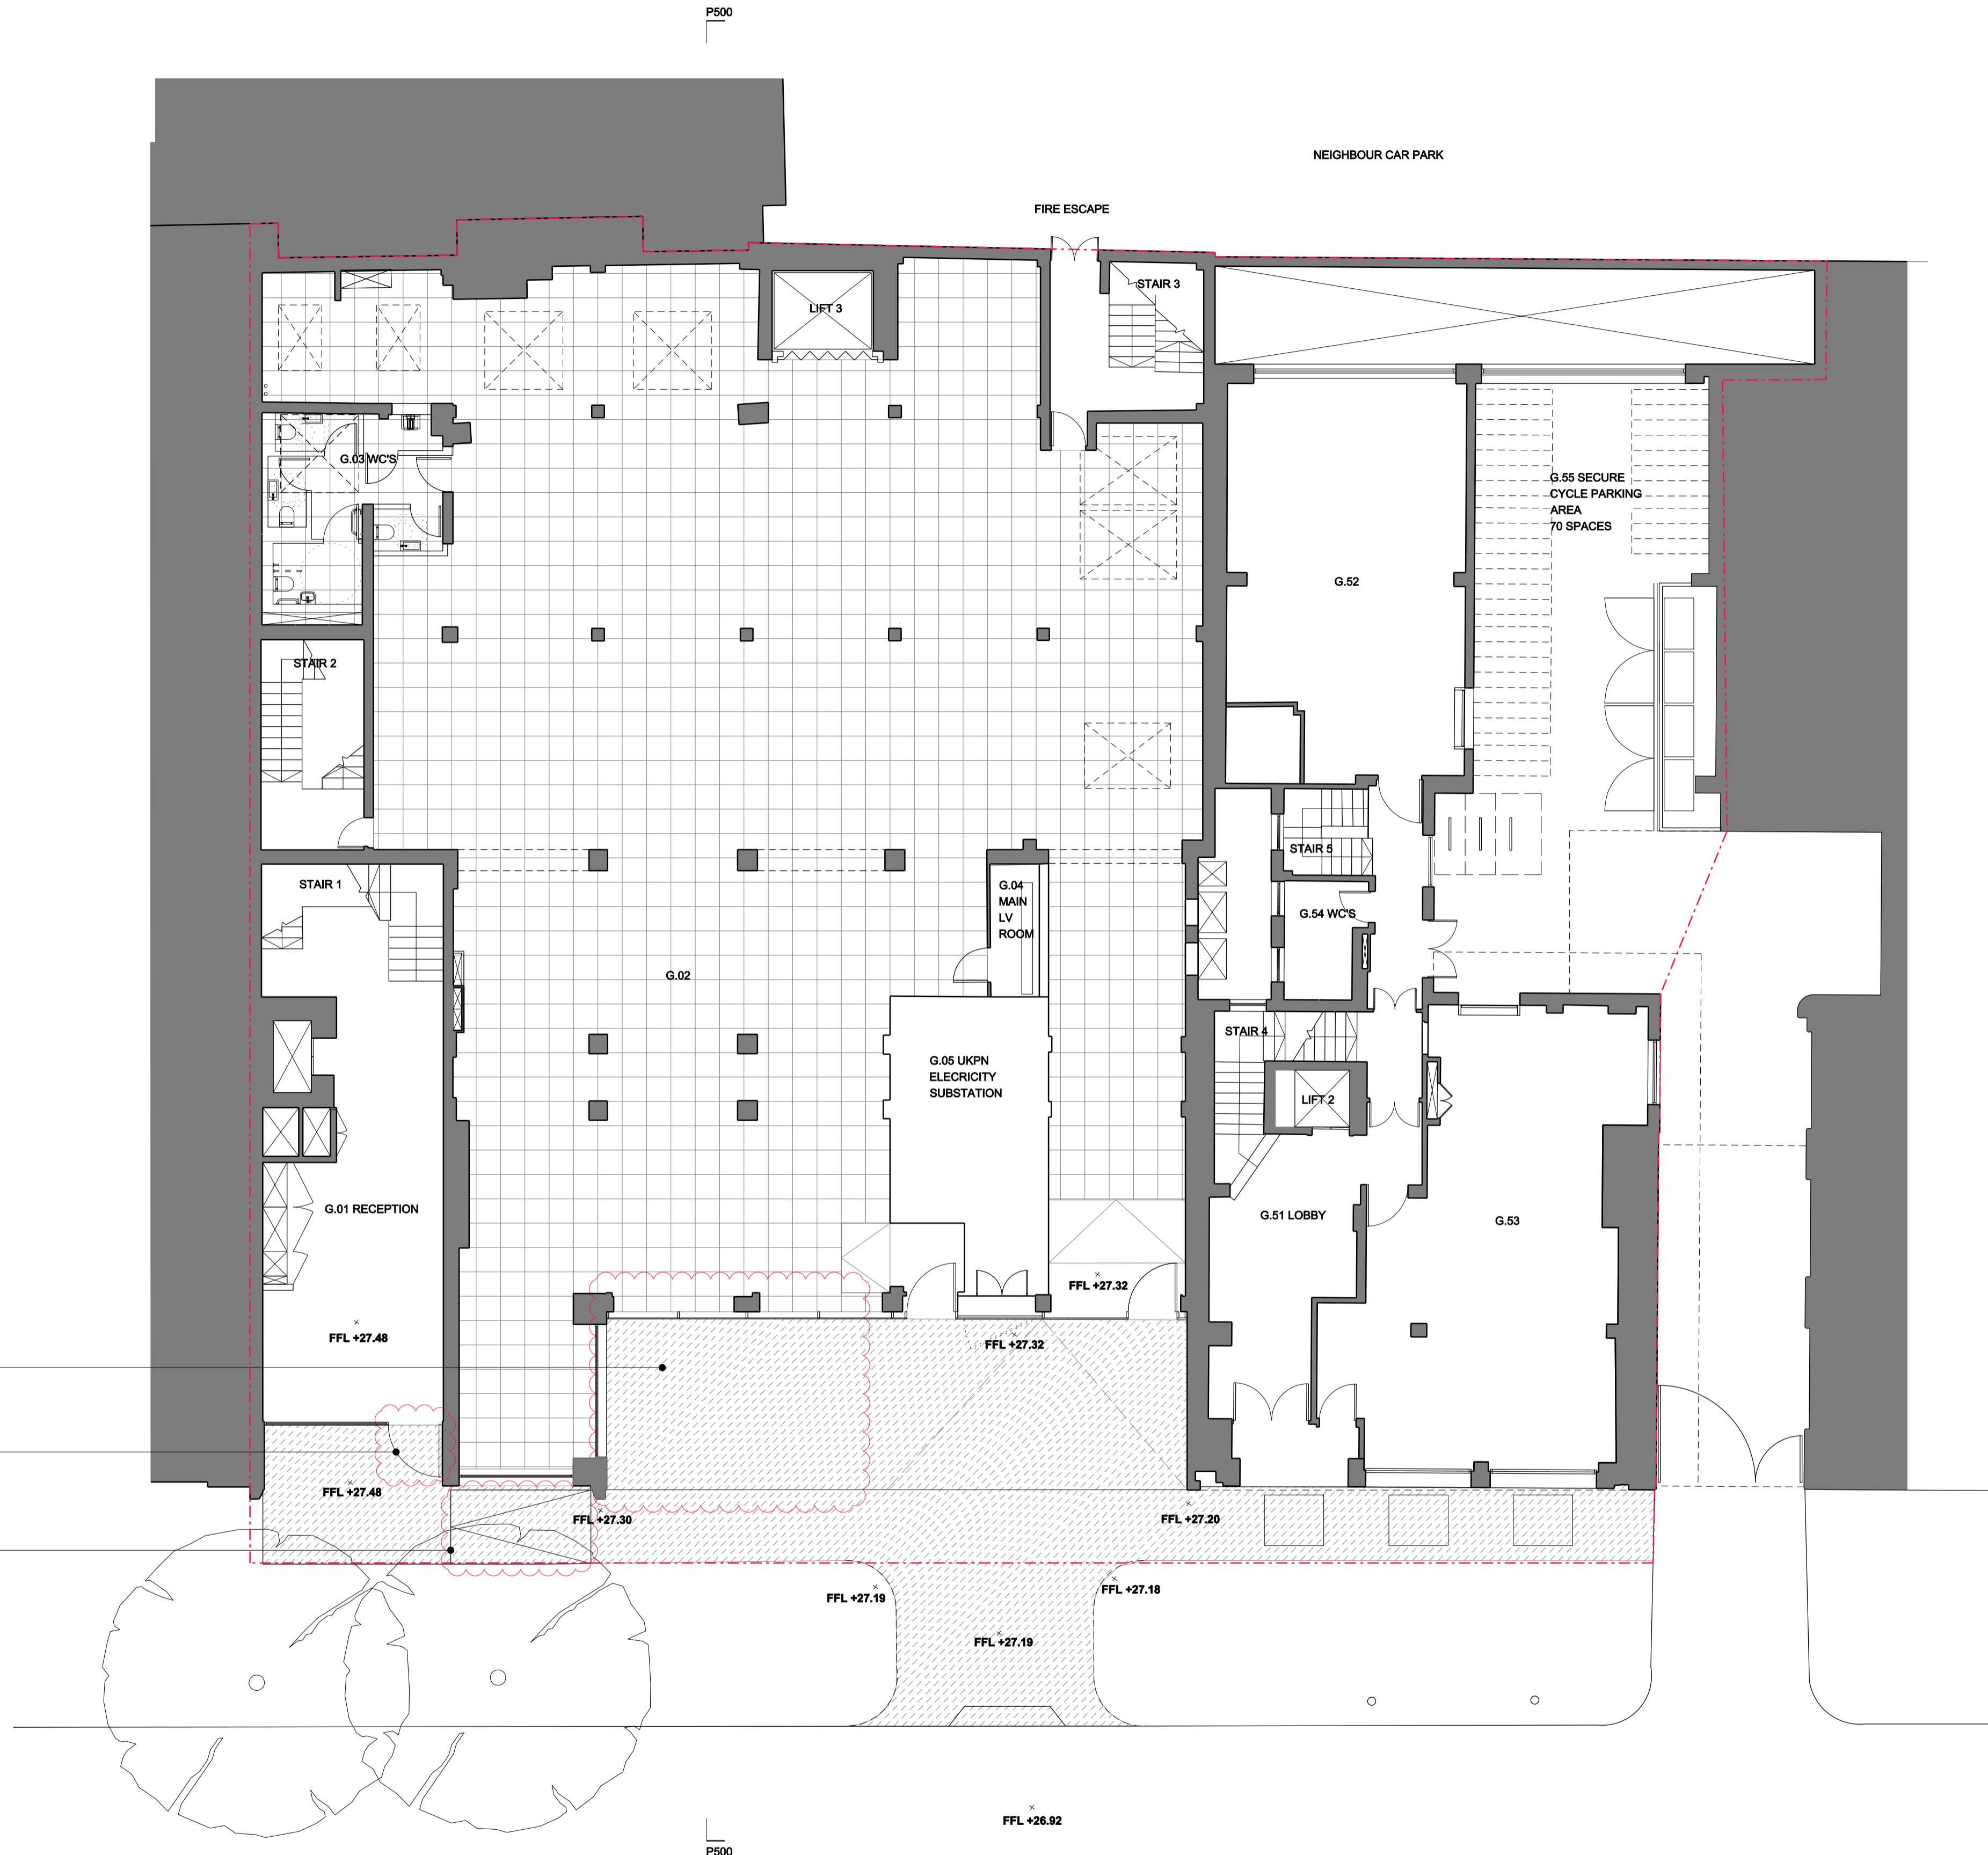 P500
NEIGHBOUR CAR PARK
FIRE ESCAPE
STAIR 3
LIFT 3
G.03 WC'S
G.55 SECURE
CYCLE PARKING
AREA
70 SPACES
G.52
STAIR 2
STAIR 5
STAIR 1
G.04
MAIN
LV
ROOM
G.54 WC'S
G.02
STAIR 4
G.05 UKPN
ELECRICITY
SUBSTATION
LIFT 2
G.01 RECEPTION
G.51 LOBBY
G.53
FFL +27.32
FFL +27.48
FFL +27.32
FFL +27.48
FFL +27.30
FFL +27.20
FFL +27.19
FFL +27.18
FFL +27.19
FFL +26.92
P500